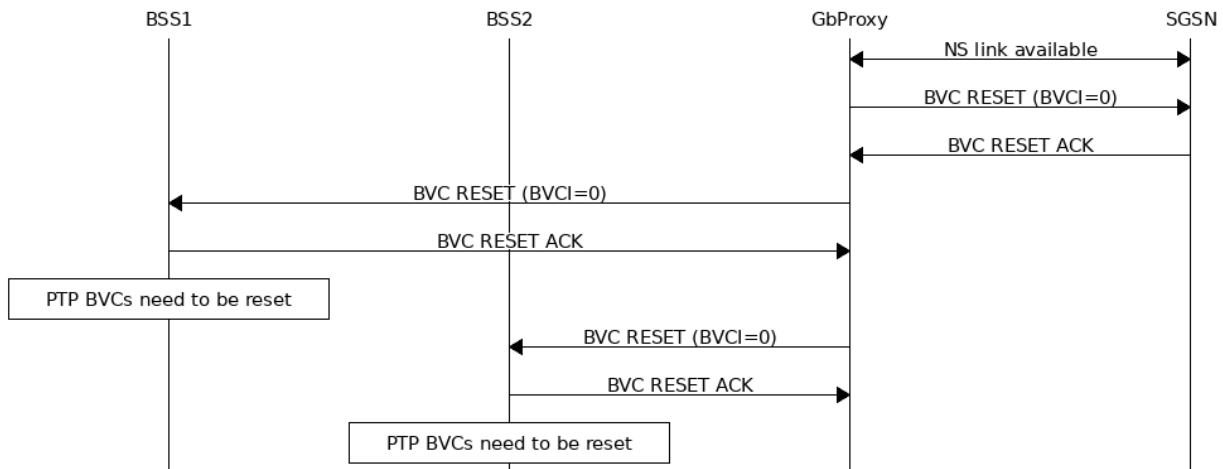 BSS1 BSS2 GbProxy SGSN
NS link available
BVC RESET (BVCI=0)
BVC RESET ACK
BVC RESET (BVCI=0)
BVC RESET ACK
PTP BVCs need to be reset
BVC RESET (BVCI=0)
BVC RESET ACK
PTP BVCs need to be reset